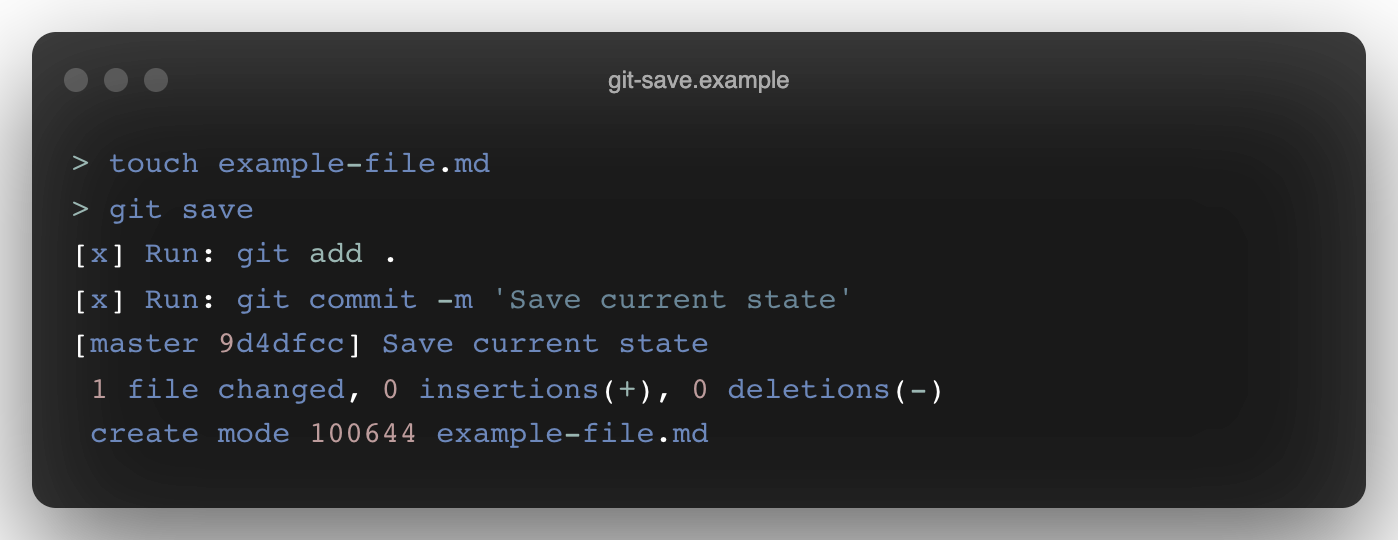 git-save.example
> touch example-file.md
> git save
[x] Run: git add .
[x] Run: git commit -m 'Save current state'
[master 9d4dfcc] Save current state
 1 file changed, 0 insertions(+), 0 deletions(-)
 create mode 100644 example-file.md